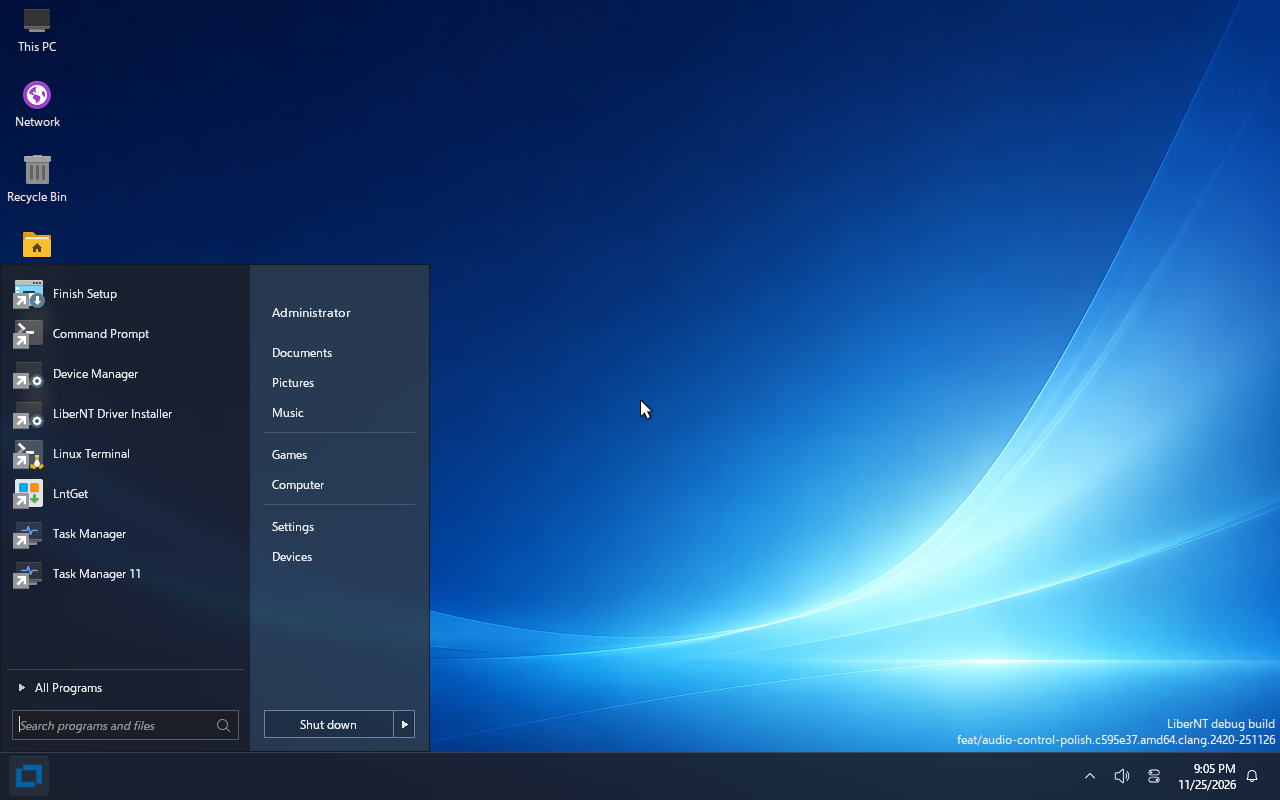 This PC
Network
Recycle Bin
Finish Setup
Command Prompt
Device Manager
LiberNT Driver Installer
Linux Terminal
LntGet
Task Manager
Task Manager 11
All Programs
Search programs and files
Administrator
Documents
Pictures
Music
Games
Computer
Settings
Devices
Shut down
LiberNT debug build
feat/audio-control-polish.c595e37.amd64.clang.2420-251126
9:05 PM
11/25/2026